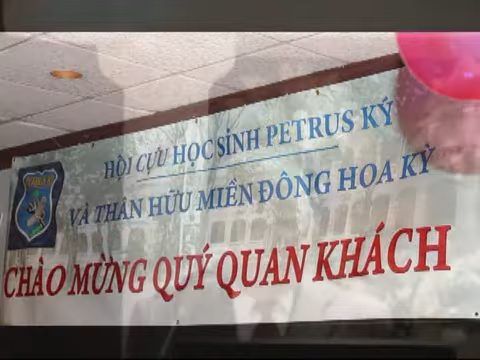 HỘI CỰU HỌC SINH PETRUS KÝ
VÀ THÂN HỮU MIỀN ĐÔNG HOA KỲ
CHÀO MỪNG QUÝ QUAN KHÁCH